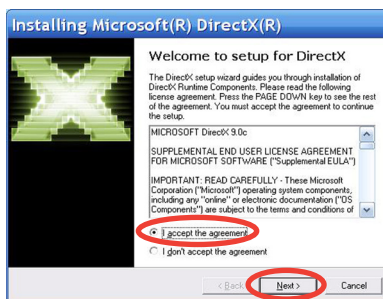 Installing Microsoft(R) DirectX(R)
Welcome to setup for DirectX
The DirectX setup wizard guides you through installation of
DirectX Runtime Components. Please read the following
license agreement. Press the PAGE DOWN key to see the rest
of the agreement. You must accept the agreement to continue
the setup.
MICROSOFT DirectX 9.0c
SUPPLEMENTAL END USER LICENSE AGREEMENT
FOR MICROSOFT SOFTWARE ("Supplemental EULA")
IMPORTANT: READ CAREFULLY - These Microsoft
Corporation ("Microsoft") operating system components,
including any "online" or electronic documentation ("OS
Components") are subject to the terms and conditions of
I accept the agreement
I don't accept the agreement
< Back Next > Cancel